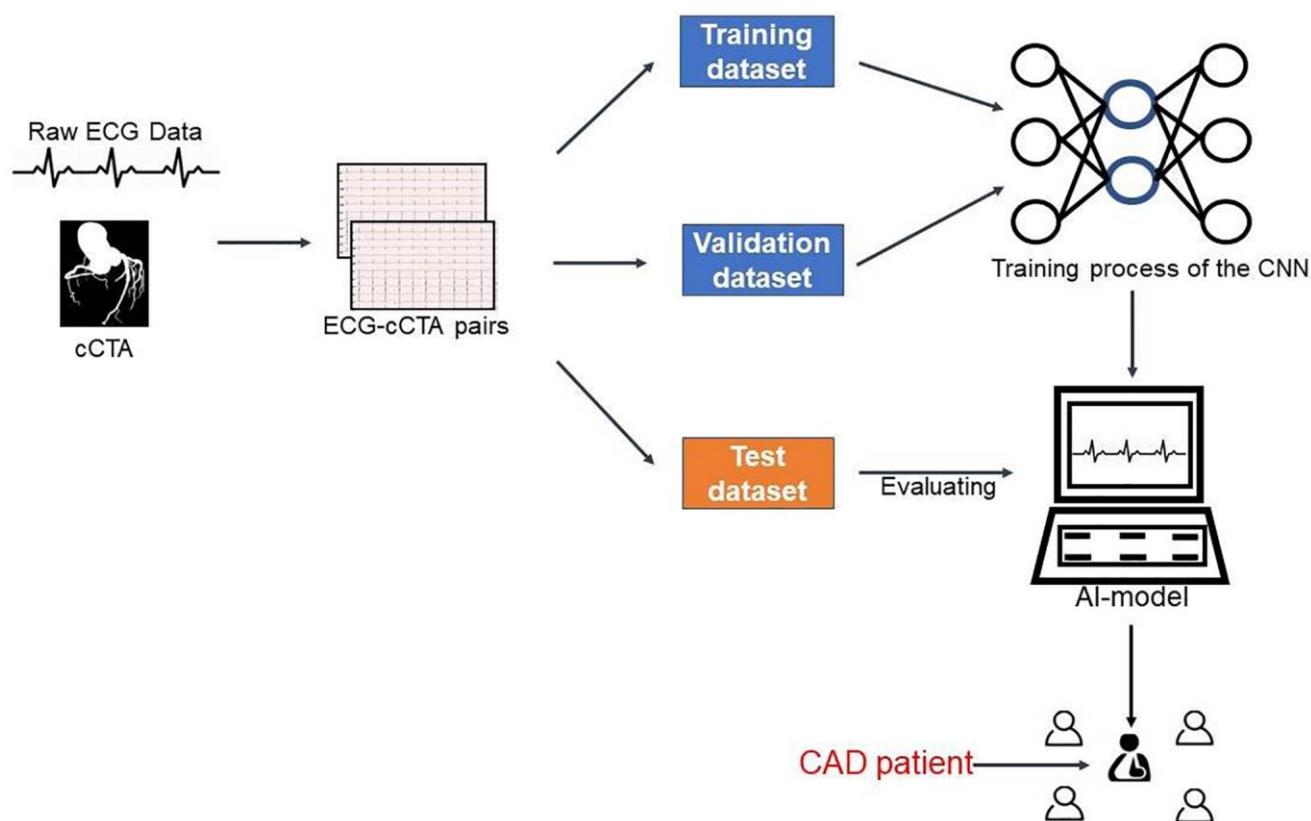 Raw ECG Data
cCTA
ECG-cCTA pairs
Training
dataset
Validation
dataset
Test
dataset
Evaluating
Training process of the CNN
AI-model
CAD patient